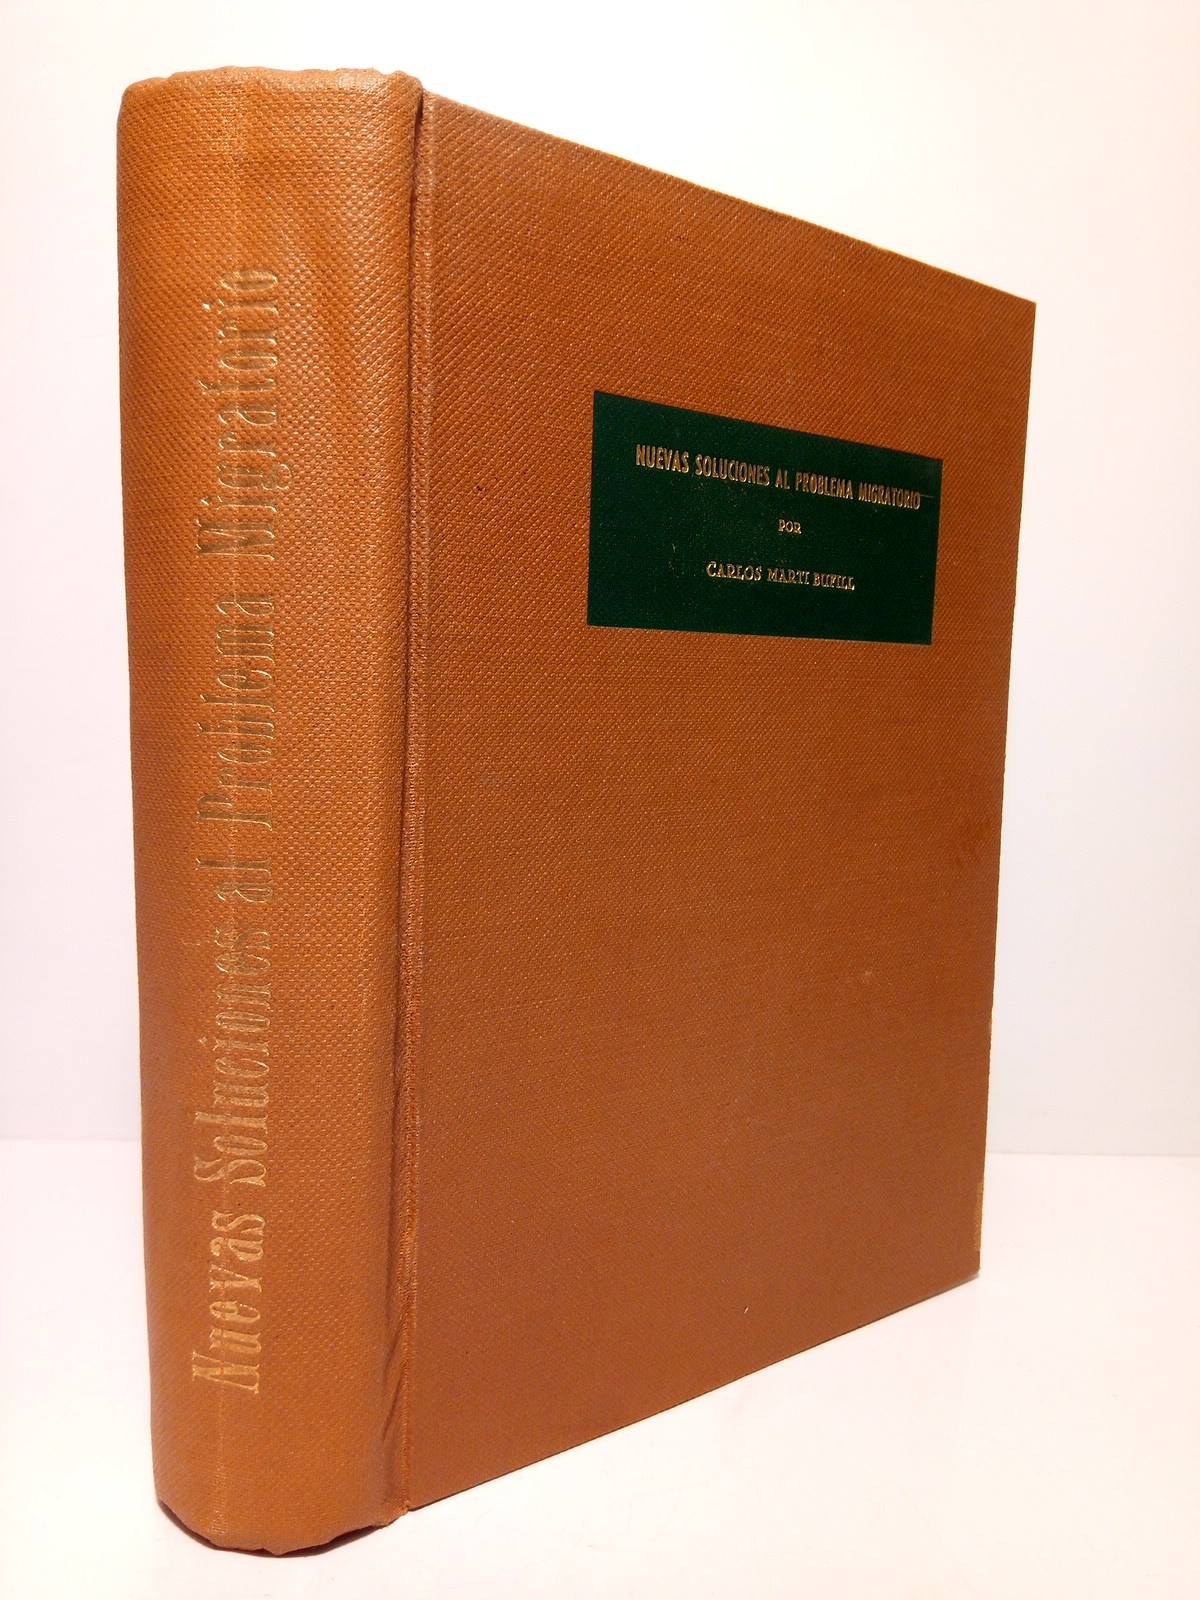 Nuevas Soluciones al Problema Migratorio
NUEVAS SOLUCIONES AL PROBLEMA MIGRATORIO
POR
CARLOS MARTI BUFILL